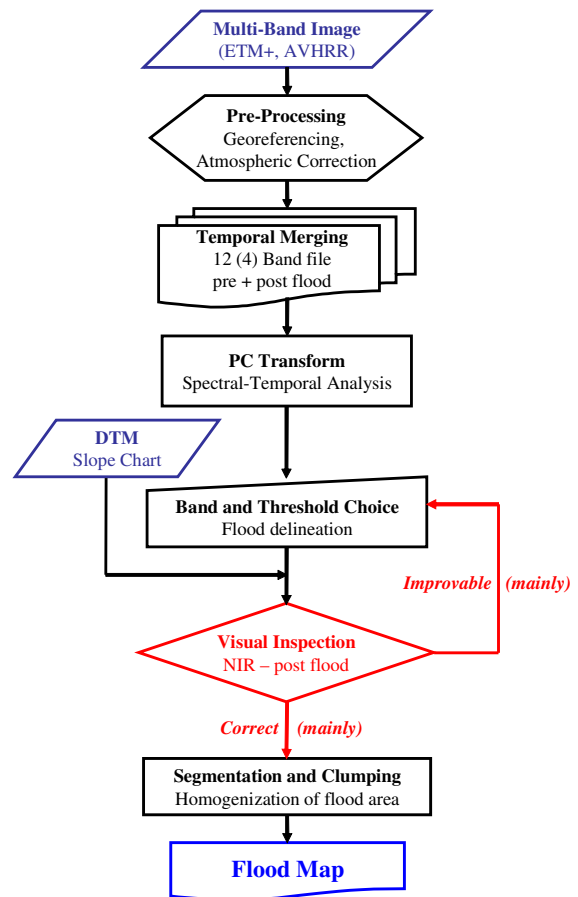 Multi-Band Image
(ETM+, AVHRR)
Pre-Processing
Georeferencing,
Atmospheric Correction
Temporal Merging
12 (4) Band file
pre + post flood
PC Transform
Spectral-Temporal Analysis
DTM
Slope Chart
Band and Threshold Choice
Flood delineation
Improvable (mainly)
Visual Inspection
NIR – post flood
Correct (mainly)
Segmentation and Clumping
Homogenization of flood area
Flood Map